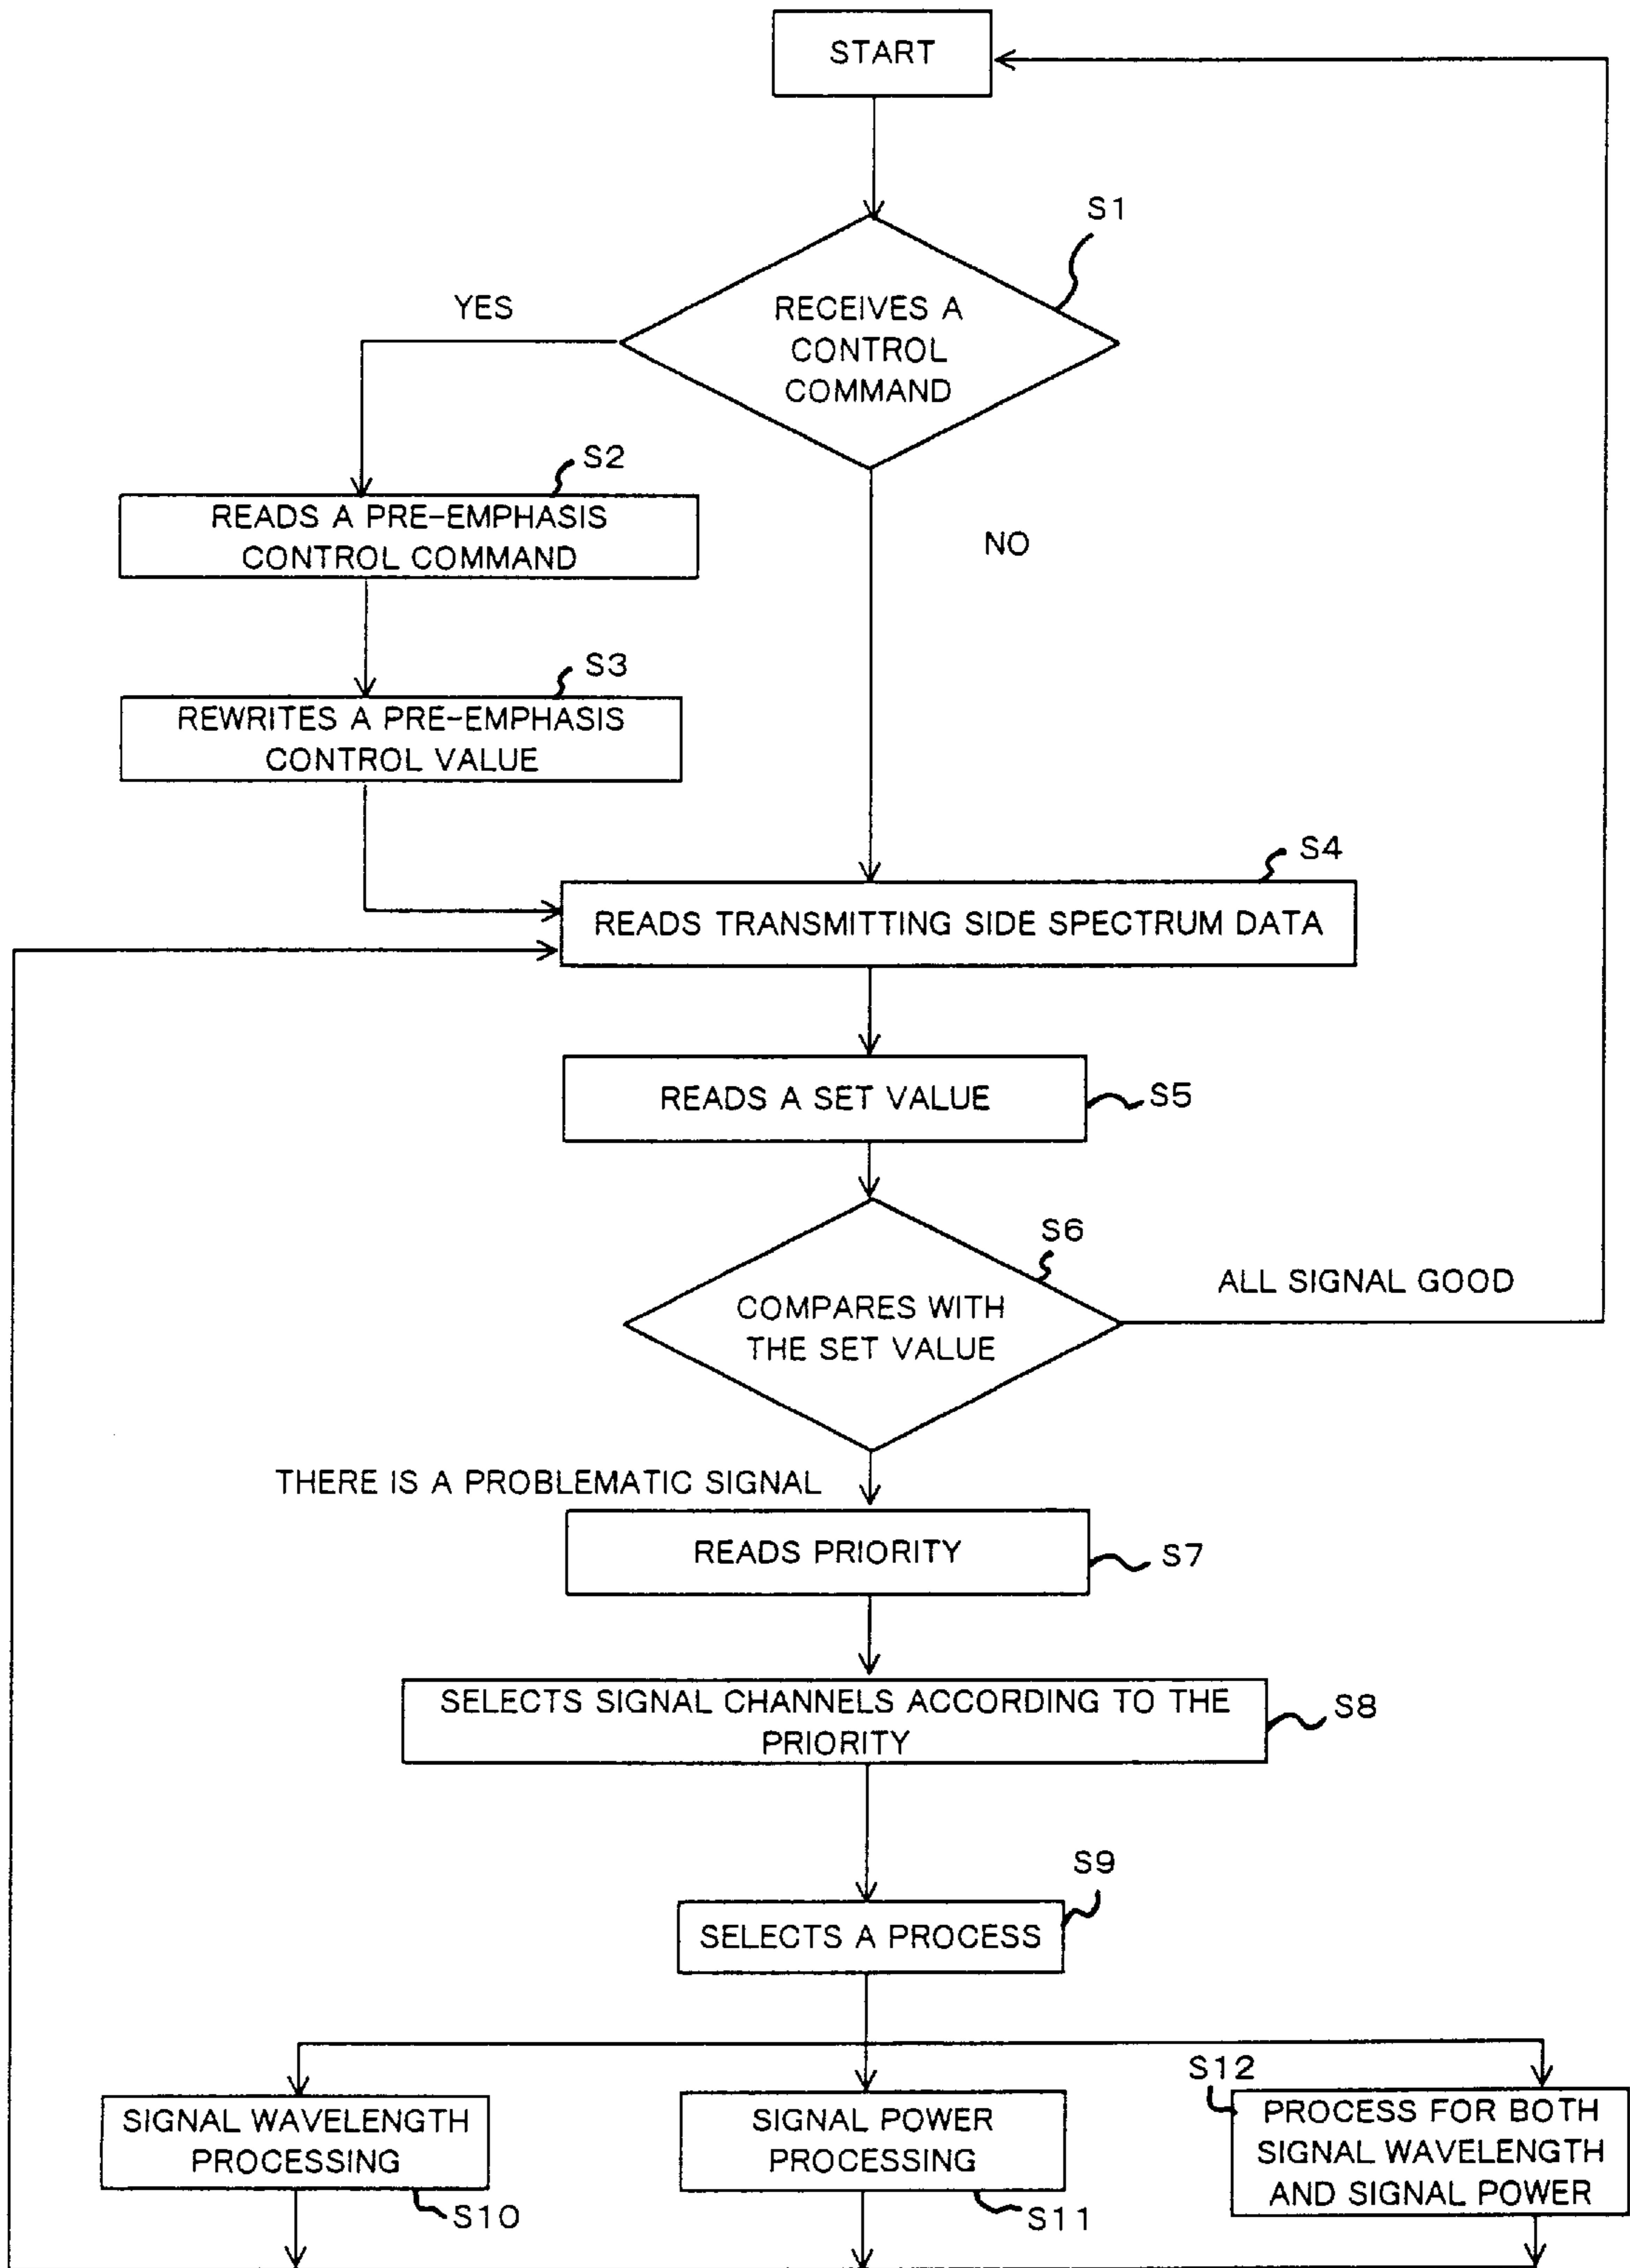 START
S1
YES
RECEIVES A
CONTROL
COMMAND
S2
READS A PRE-EMPHASIS
CONTROL COMMAND
NO
S3
REWRITES A PRE-EMPHASIS
CONTROL VALUE
S4
READS TRANSMITTING SIDE SPECTRUM DATA
READS A SET VALUE
S5
S6
ALL SIGNAL GOOD
COMPARES WITH
THE SET VALUE
THERE IS A PROBLEMATIC SIGNAL
READS PRIORITY
S7
SELECTS SIGNAL CHANNELS ACCORDING TO THE
PRIORITY
S8
S9
SELECTS A PROCESS
SIGNAL WAVELENGTH
PROCESSING
S10
SIGNAL POWER
PROCESSING
S11
S12
PROCESS FOR BOTH
SIGNAL WAVELENGTH
AND SIGNAL POWER